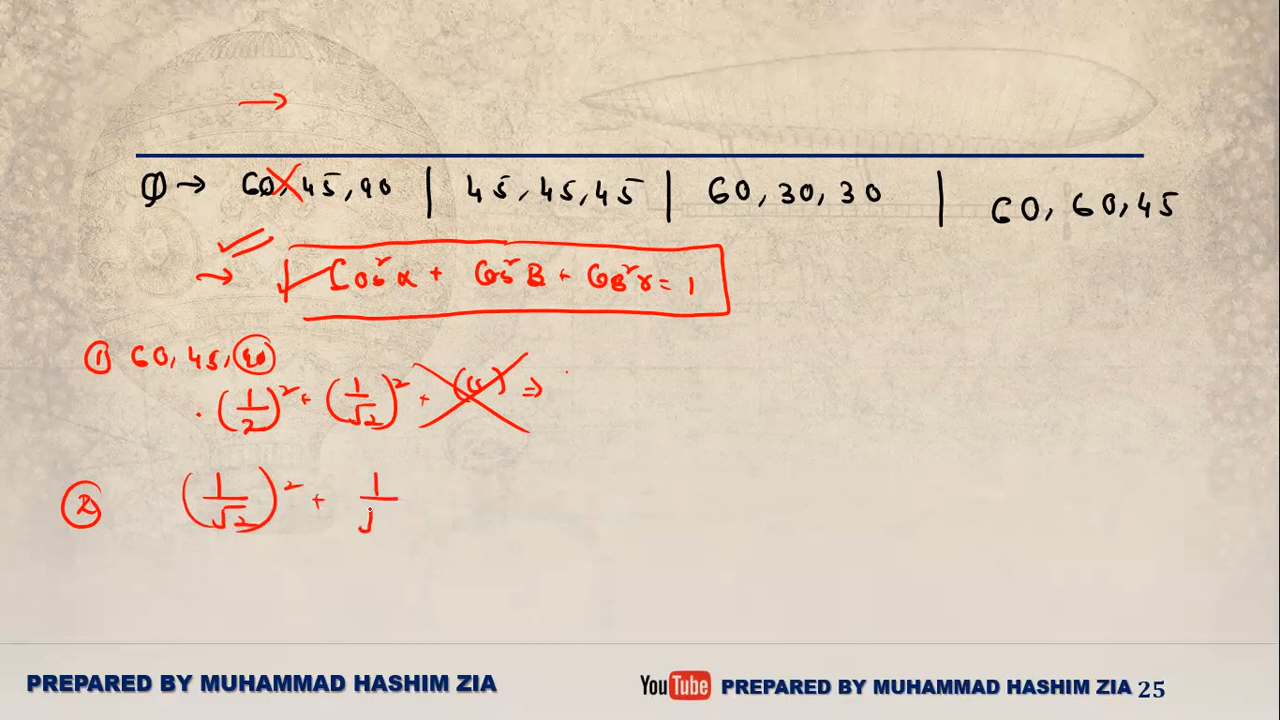 →
Q → 60, 45, 90 | 45, 45, 45 | 60, 30, 30 | 60, 60, 45
→ Cos²α + Cos²B + Cos²γ = 1
① 60, 45, 90
(1/2)² + (1/√2)² + (0) ⇒
② (1/√2)² + 1/
PREPARED BY MUHAMMAD HASHIM ZIA
YouTube PREPARED BY MUHAMMAD HASHIM ZIA 25